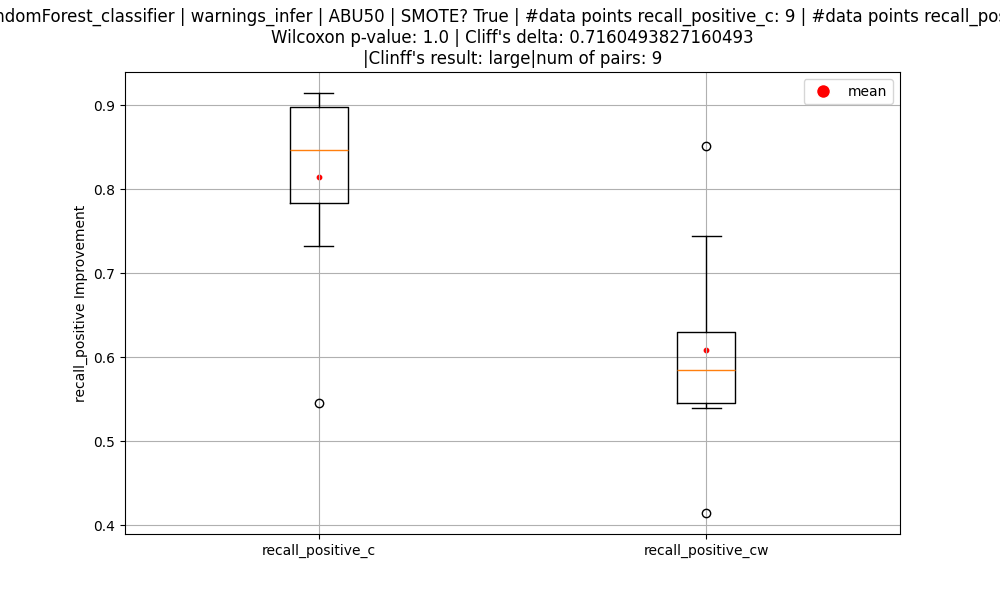 ndomForest_classifier | warnings_infer | ABU50 | SMOTE? True | #data points recall_positive_c: 9 | #data points recall_pos
Wilcoxon p-value: 1.0 | Cliff's delta: 0.7160493827160493
|Clinff's result: large|num of pairs: 9
mean
0.9
0.8
0.7
0.6
0.5
0.4
recall_positive Improvement
recall_positive_c
recall_positive_cw